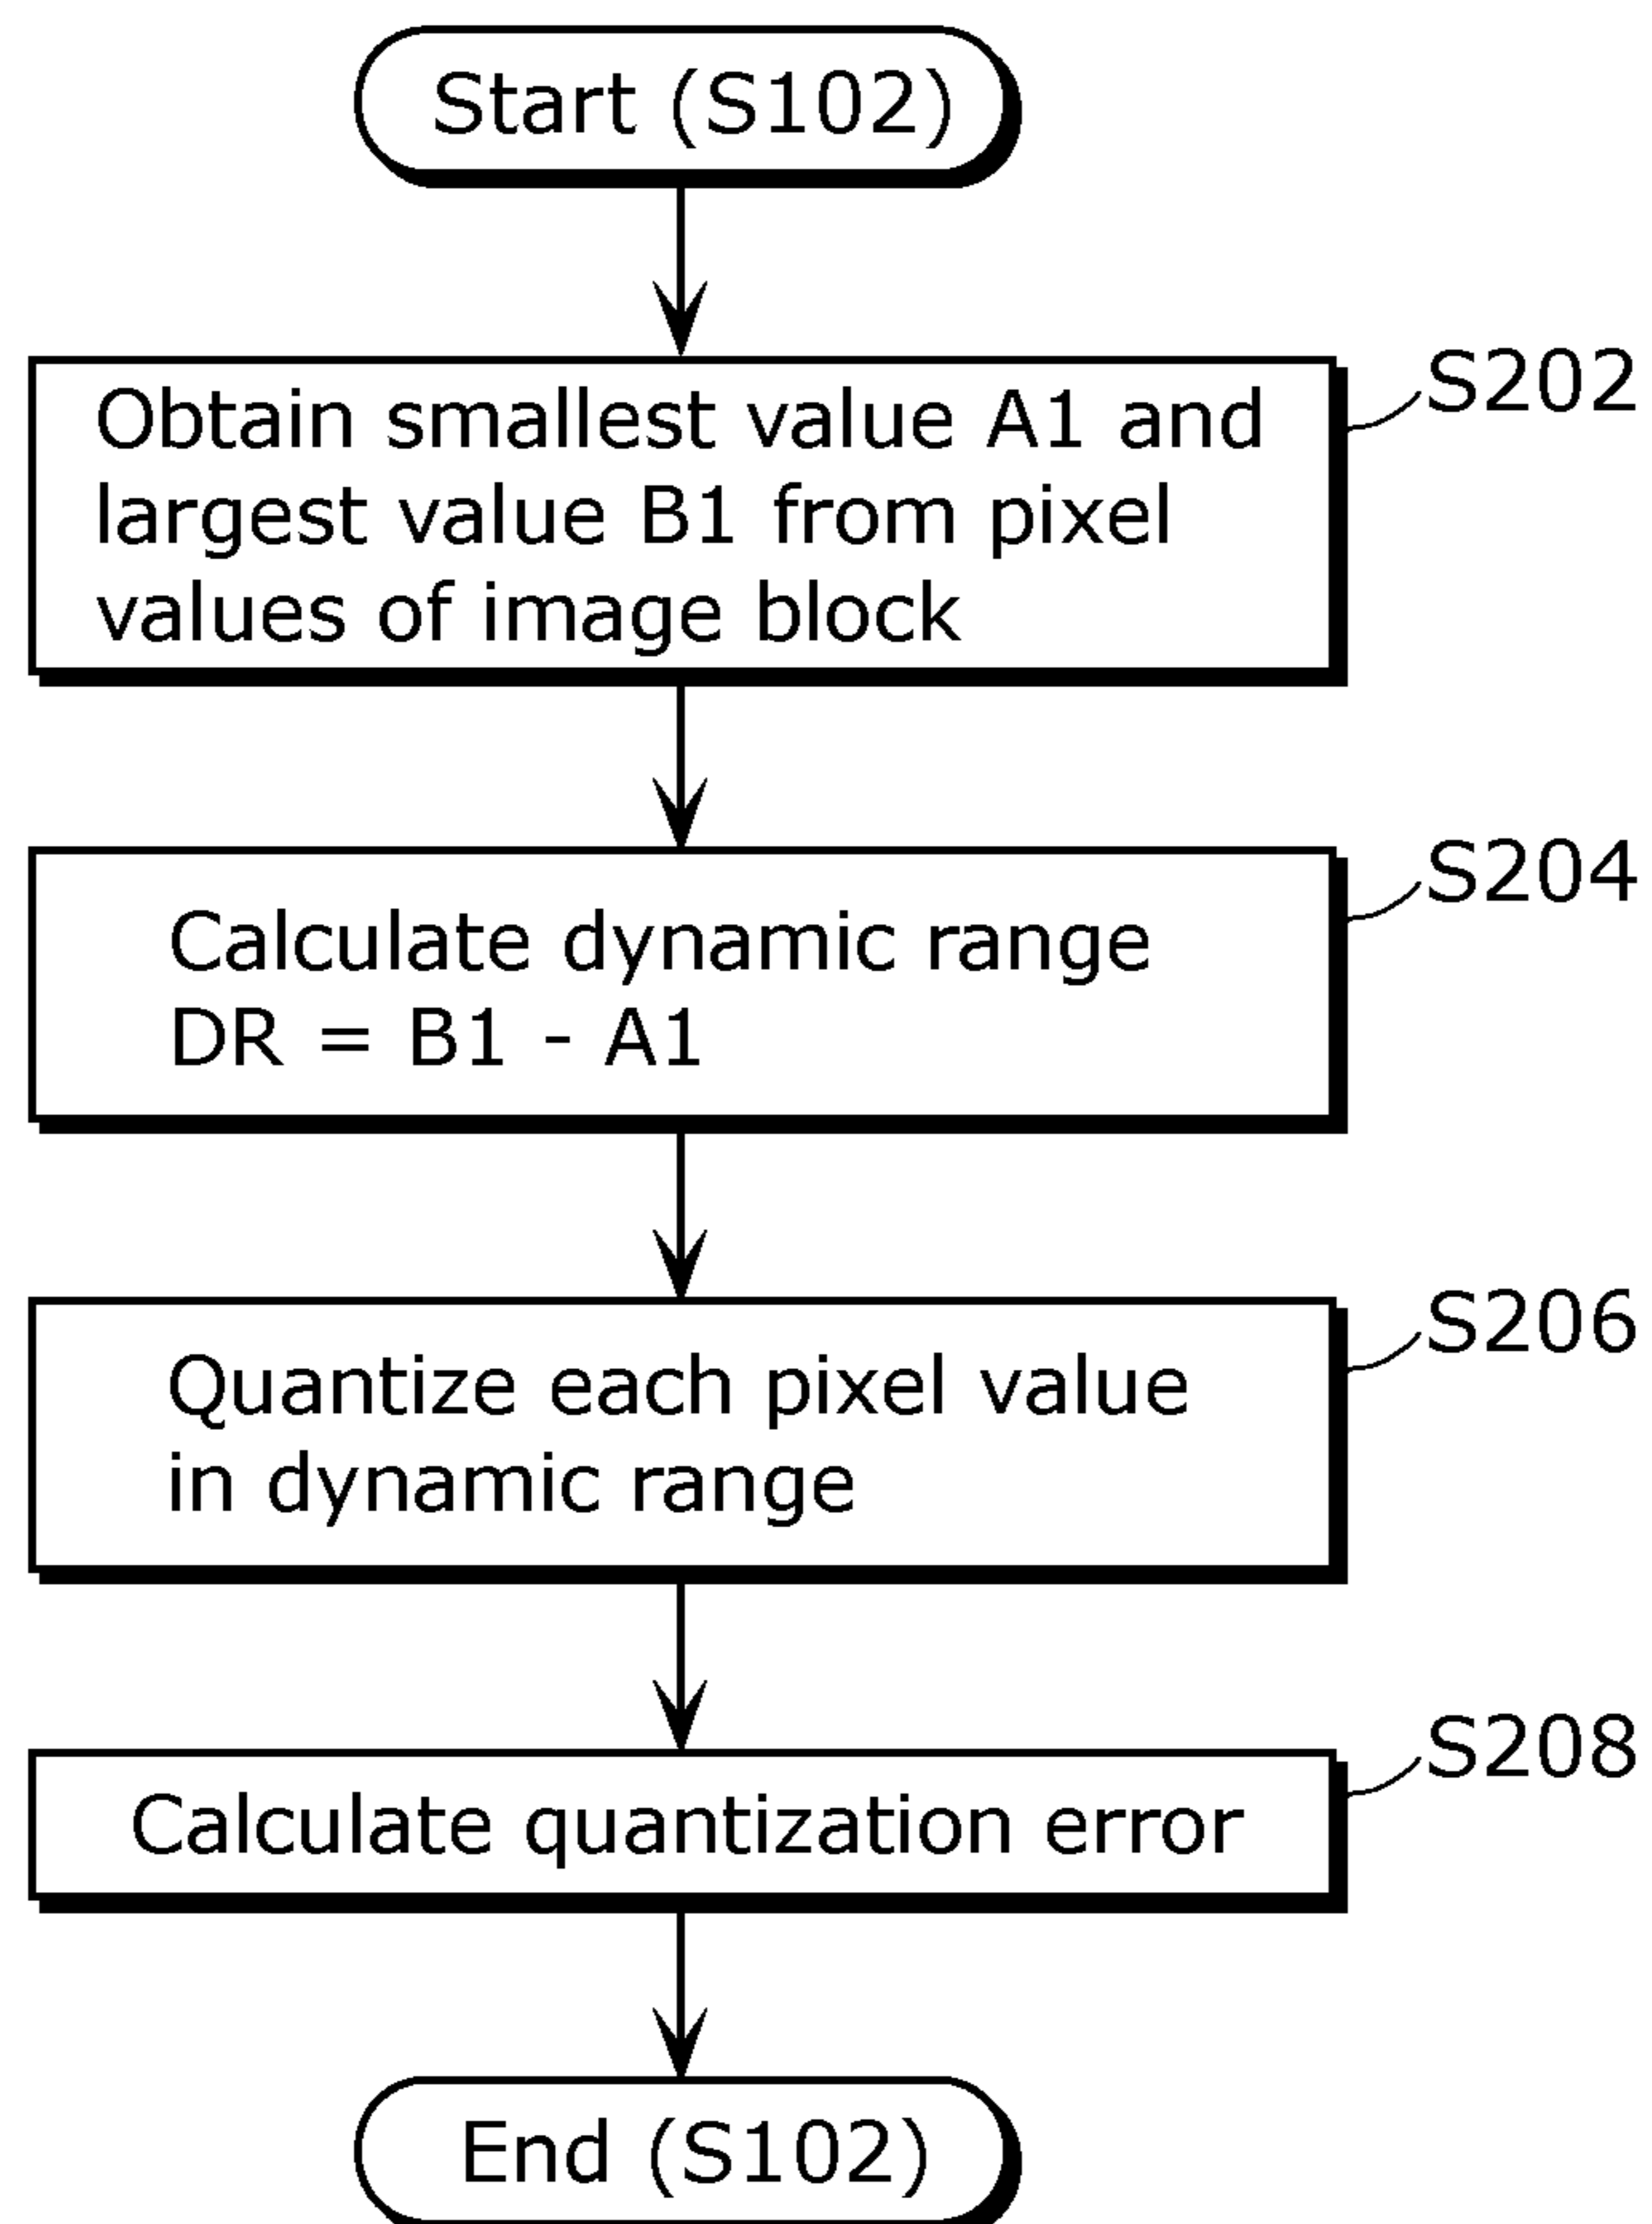 Start (S102)
S202
Obtain smallest value A1 and
largest value B1 from pixel
values of image block
S204
Calculate dynamic range
DR = B1 - A1
S206
Quantize each pixel value
in dynamic range
S208
Calculate quantization error
End (S102)